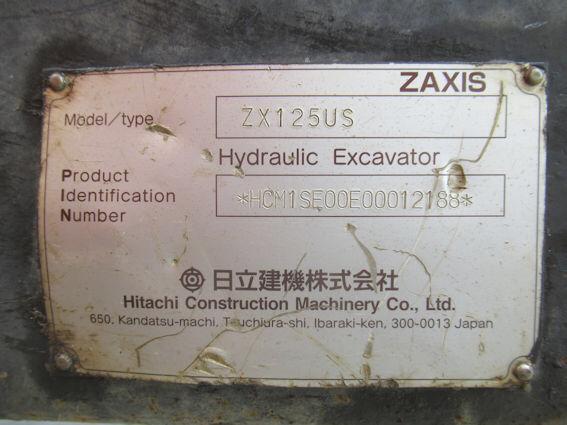 ZAXIS
Model/type ZX125US
Hydraulic Excavator
Product
Identification *HCM1SE00E00012188*
Number
日立建機株式会社
Hitachi Construction Machinery Co., Ltd.
650, Kandatsu-machi, Tsuchiura-shi, Ibaraki-ken, 300-0013 Japan